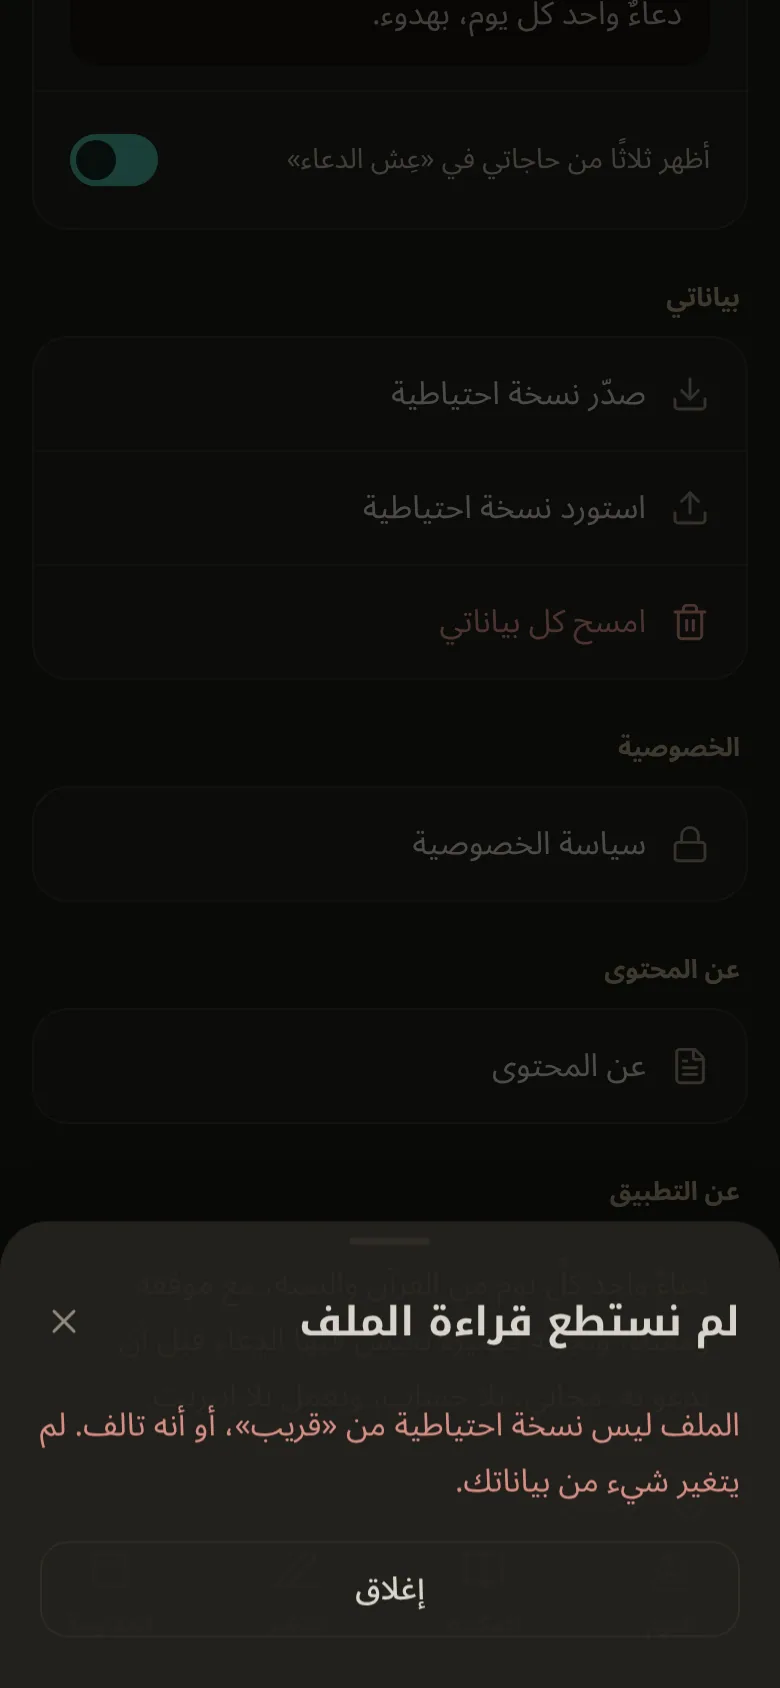 دعاءٌ واحد كل يوم، بهدوء.
أظهر ثلاثًا من حاجاتي في «عِش الدعاء»
بياناتي
صدّر نسخة احتياطية
استورد نسخة احتياطية
امسح كل بياناتي
الخصوصية
سياسة الخصوصية
عن المحتوى
عن المحتوى
عن التطبيق
لم نستطع قراءة الملف
الملف ليس نسخة احتياطية من «قريب»، أو أنه تالف. لم
يتغير شيء من بياناتك.
إغلاق